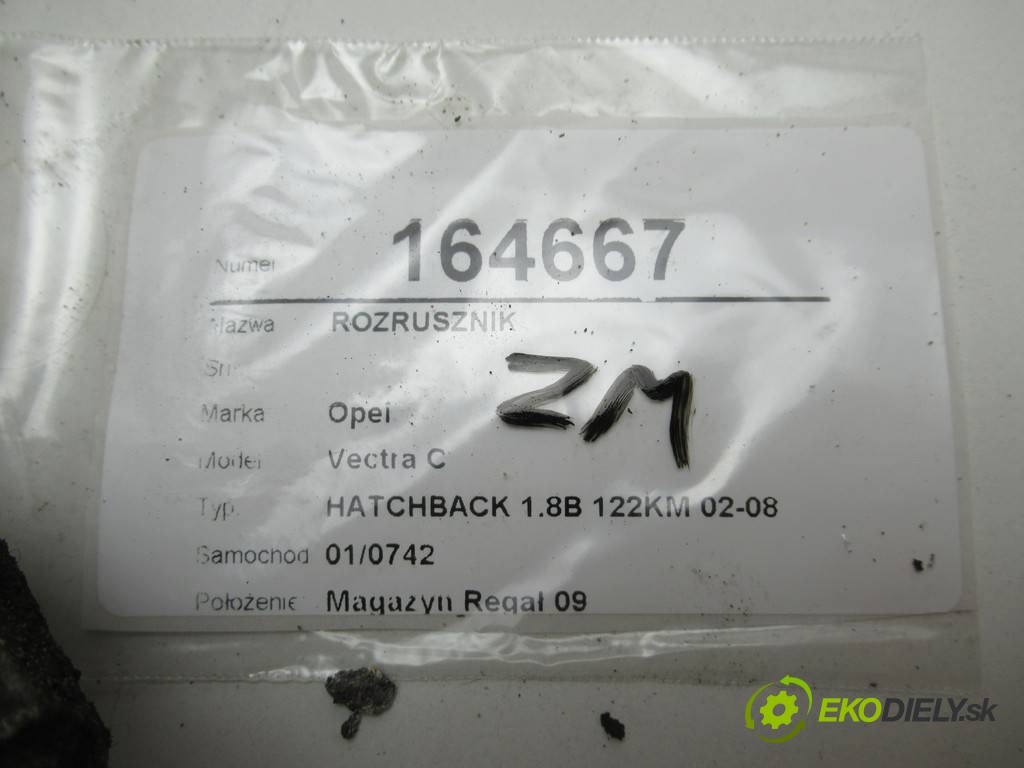 Numer 164667
Nazwa ROZRUSZNIK
ZM
Marka Opel
Model Vectra C
Typ HATCHBACK 1.8B 122KM 02-08
Samochód 01/0742
Położenie Magazyn Regał 09
EKODIELY.sk